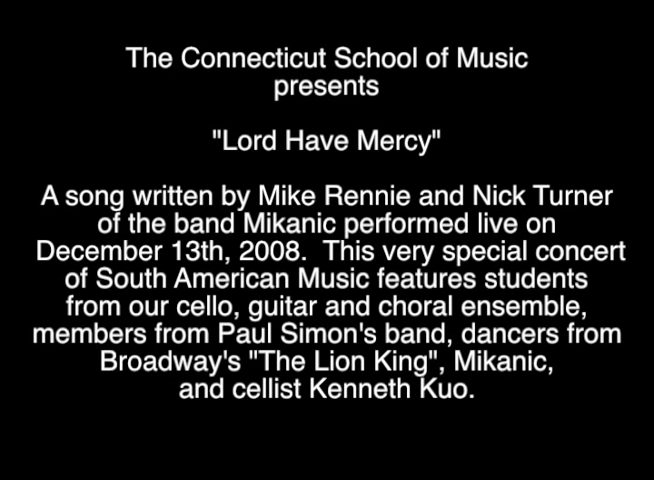 The Connecticut School of Music
presents
"Lord Have Mercy"
A song written by Mike Rennie and Nick Turner
of the band Mikanic performed live on
December 13th, 2008.  This very special concert
of South American Music features students
from our cello, guitar and choral ensemble,
members from Paul Simon's band, dancers from
Broadway's "The Lion King", Mikanic,
and cellist Kenneth Kuo.